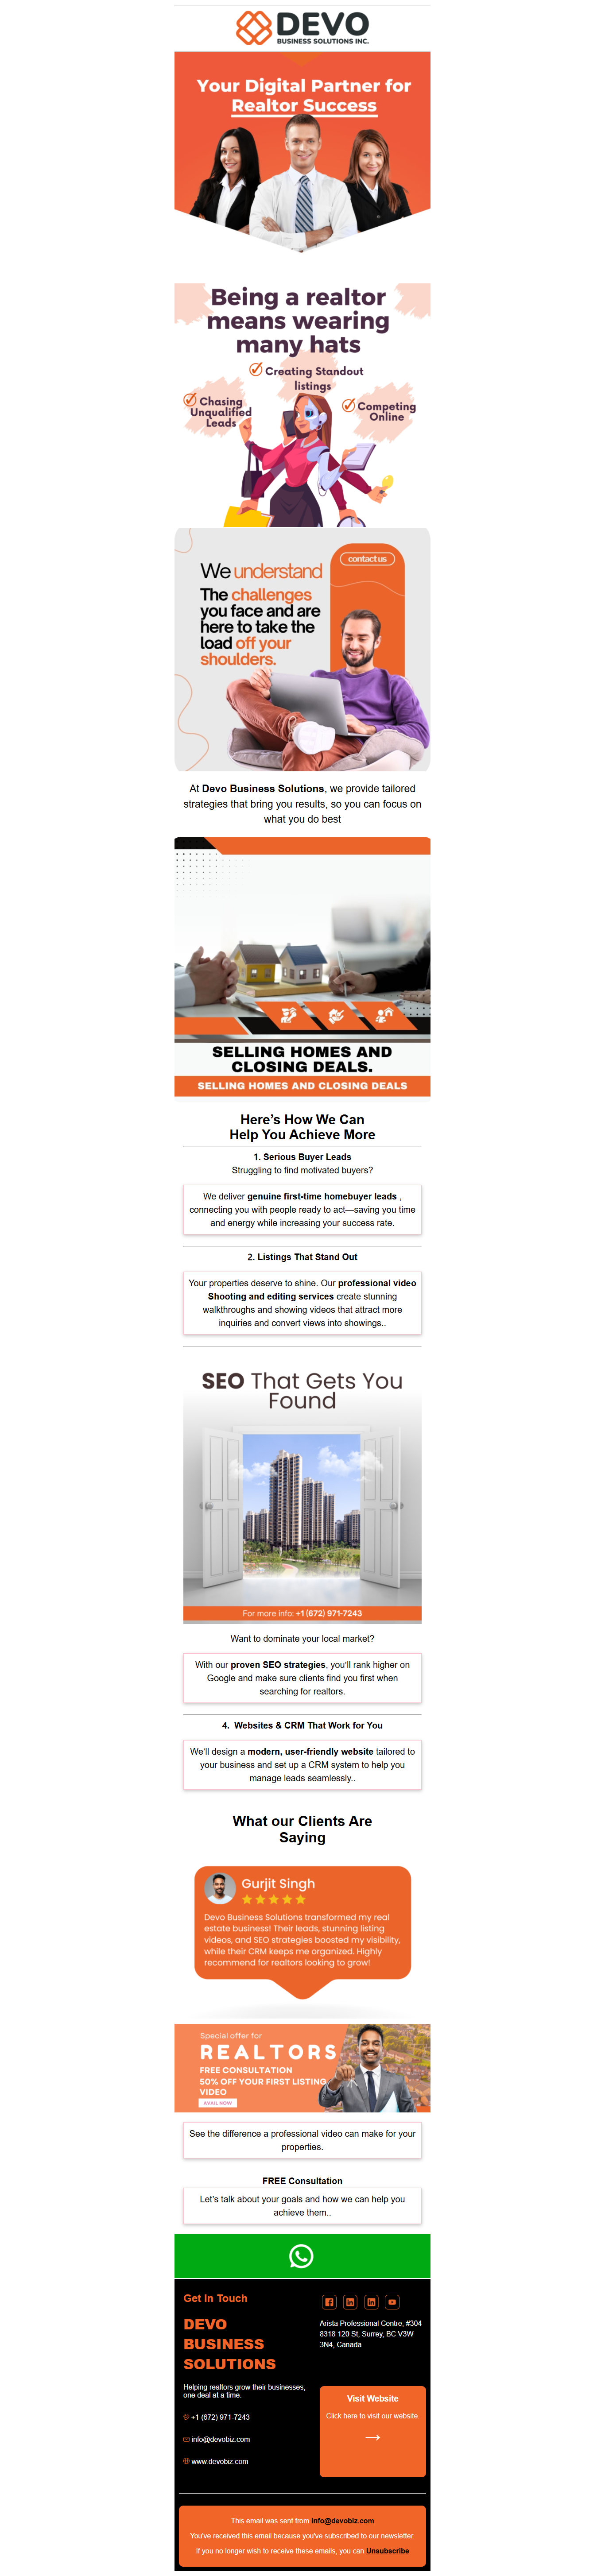 DEVO
BUSINESS SOLUTIONS INC.
Your Digital Partner for
Realtor Success
Being a realtor
means wearing
many hats
Creating Standout
listings
Chasing
Unqualified
Leads
Competing
Online
contact us
We understand
The challenges
you face and are
here to take the
load off your
shoulders.
At Devo Business Solutions, we provide tailored
strategies that bring you results, so you can focus on
what you do best
SELLING HOMES AND
CLOSING DEALS.
SELLING HOMES AND CLOSING DEALS
Here's How We Can
Help You Achieve More
1. Serious Buyer Leads
Struggling to find motivated buyers?
We deliver genuine first-time homebuyer leads ,
connecting you with people ready to act—saving you time
and energy while increasing your success rate.
2. Listings That Stand Out
Your properties deserve to shine. Our professional video
Shooting and editing services create stunning
walkthroughs and showing videos that attract more
inquiries and convert views into showings..
SEO That Gets You
Found
For more info: +1 (672) 971-7243
Want to dominate your local market?
With our proven SEO strategies, you'll rank higher on
Google and make sure clients find you first when
searching for realtors.
4. Websites & CRM That Work for You
We'll design a modern, user-friendly website tailored to
your business and set up a CRM system to help you
manage leads seamlessly..
What our Clients Are
Saying
Gurjit Singh
Devo Business Solutions transformed my real
estate business! Their leads, stunning listing
videos, and SEO strategies boosted my visibility,
while their CRM keeps me organized. Highly
recommend for realtors looking to grow!
Special offer for
REALTORS
FREE CONSULTATION
50% OFF YOUR FIRST LISTING
VIDEO
AVAIL NOW
See the difference a professional video can make for your
properties.
FREE Consultation
Let's talk about your goals and how we can help you
achieve them..
Get in Touch
DEVO
BUSINESS
SOLUTIONS
Helping realtors grow their businesses,
one deal at a time.
+1 (672) 971-7243
info@devobiz.com
www.devobiz.com
Arista Professional Centre, #304
8318 120 St, Surrey, BC V3W
3N4, Canada
Visit Website
Click here to visit our website.
This email was sent from info@devobiz.com
You've received this email because you've subscribed to our newsletter.
If you no longer wish to receive these emails, you can Unsubscribe